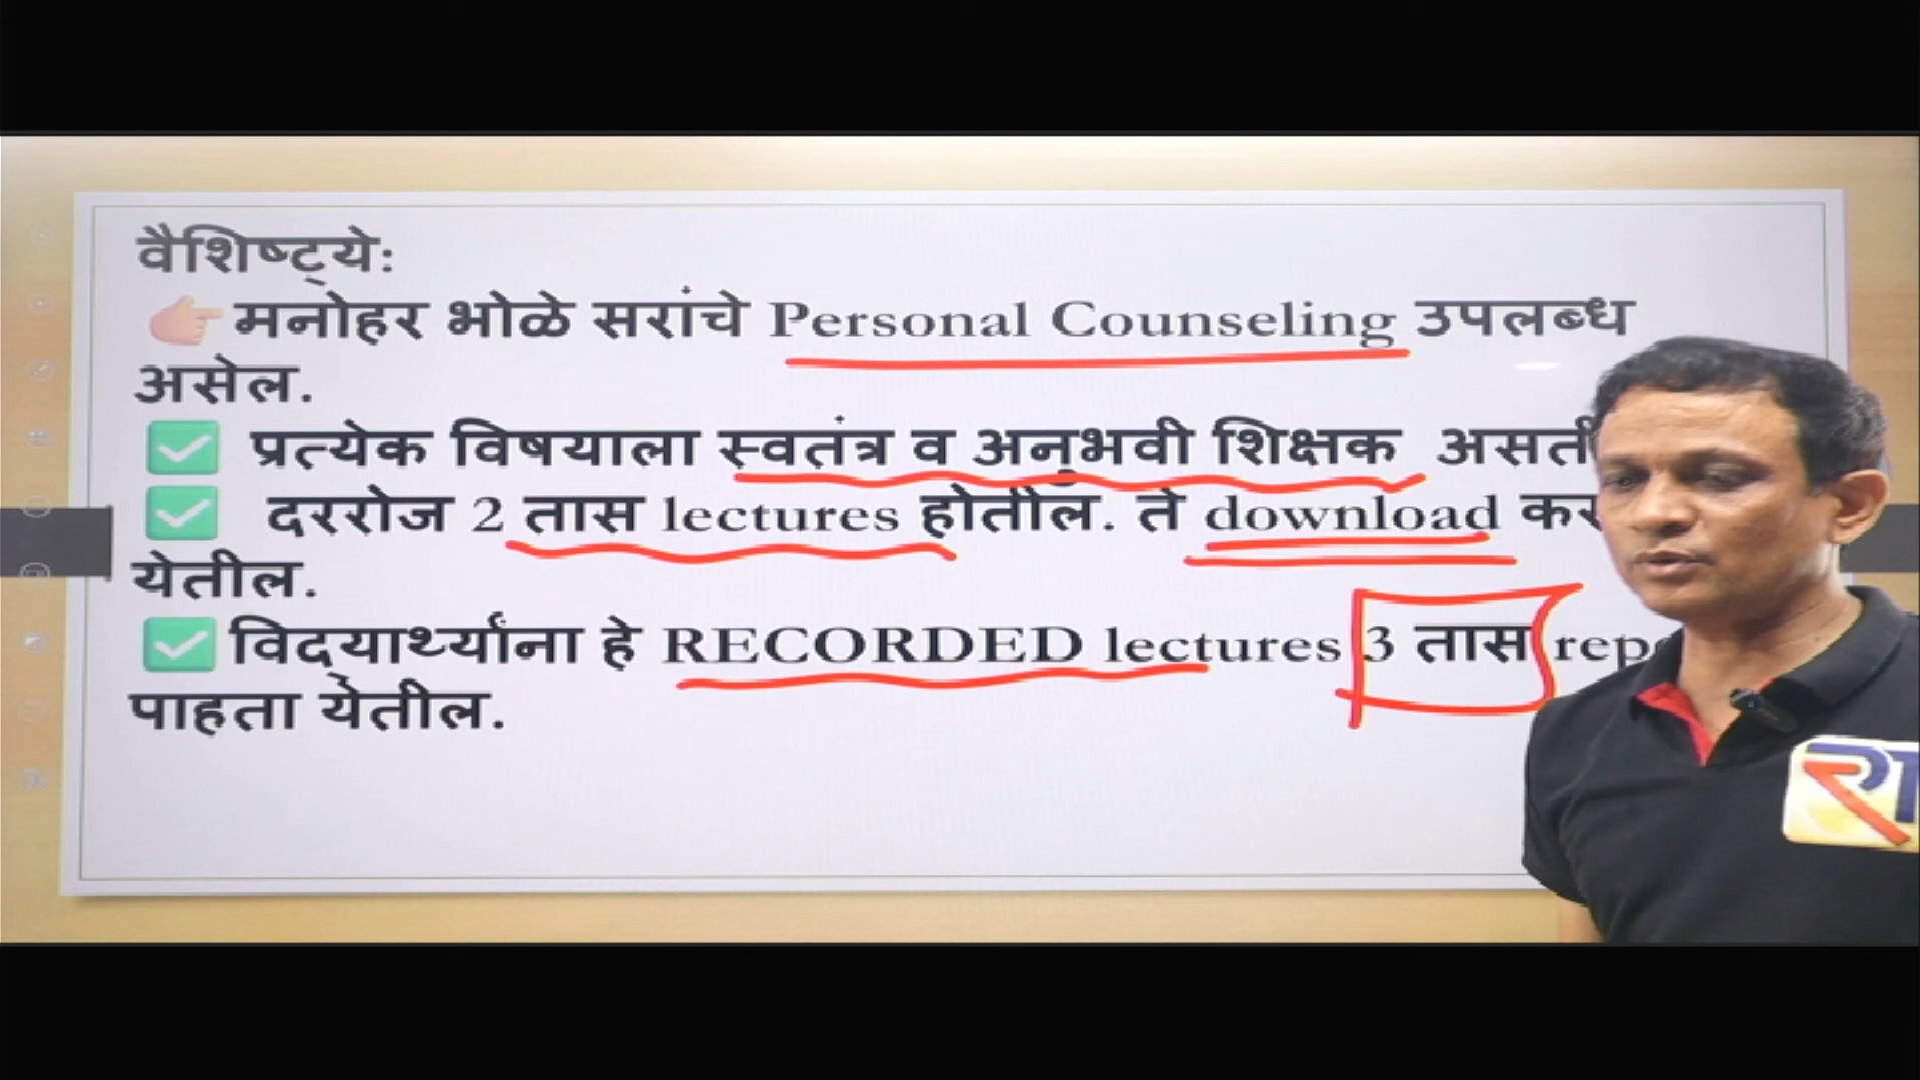 वैशिष्ट्ये:
मनोहर भोळे सरांचे Personal Counseling उपलब्ध
असेल.
प्रत्येक विषयाला स्वतंत्र व अनुभवी शिक्षक
दररोज 2 तास lectures होतील. ते download
येतील.
विद्यार्थ्यांना हे RECORDED lectures 3 तास
पाहता येतील.